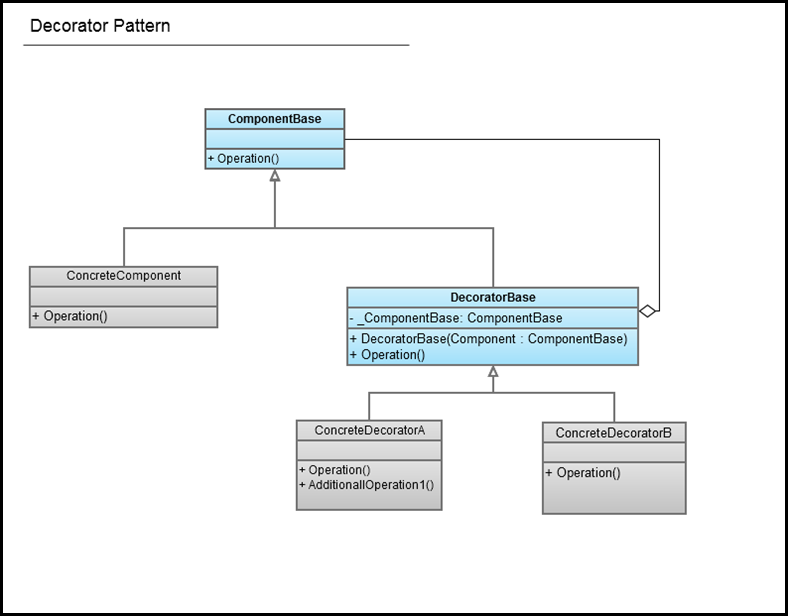 Decorator Pattern
ComponentBase
+ Operation()
ConcreteComponent
+ Operation()
DecoratorBase
- _ComponentBase: ComponentBase
+ DecoratorBase(Component : ComponentBase)
+ Operation()
ConcreteDecoratorA
+ Operation()
+ AdditionallOperation1()
ConcreteDecoratorB
+ Operation()